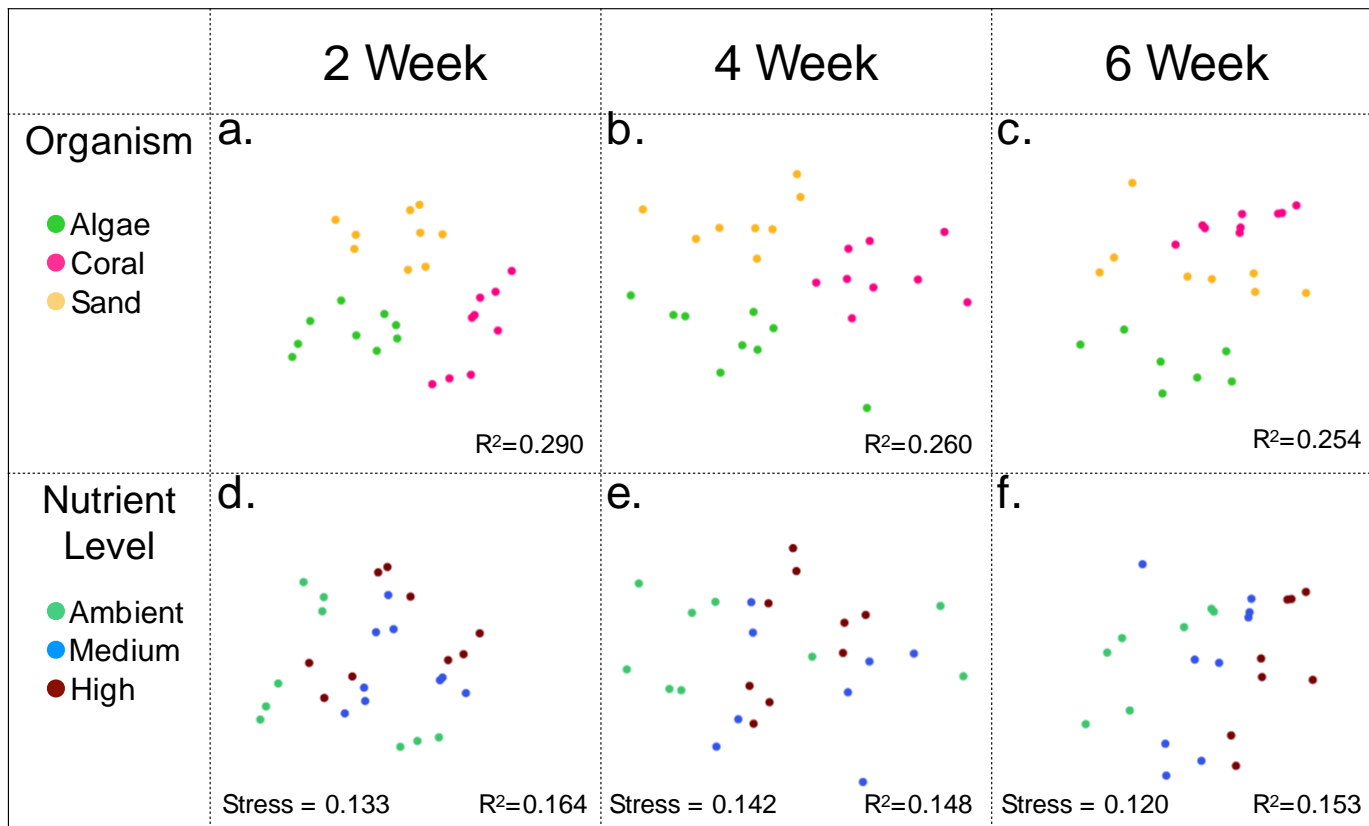 2 Week
4 Week
6 Week
Organism
Algae
Coral
Sand
a.
R²=0.290
b.
R²=0.260
c.
R²=0.254
Nutrient
Level
Ambient
Medium
High
d.
Stress = 0.133
R²=0.164
e.
Stress = 0.142
R²=0.148
f.
Stress = 0.120
R²=0.153